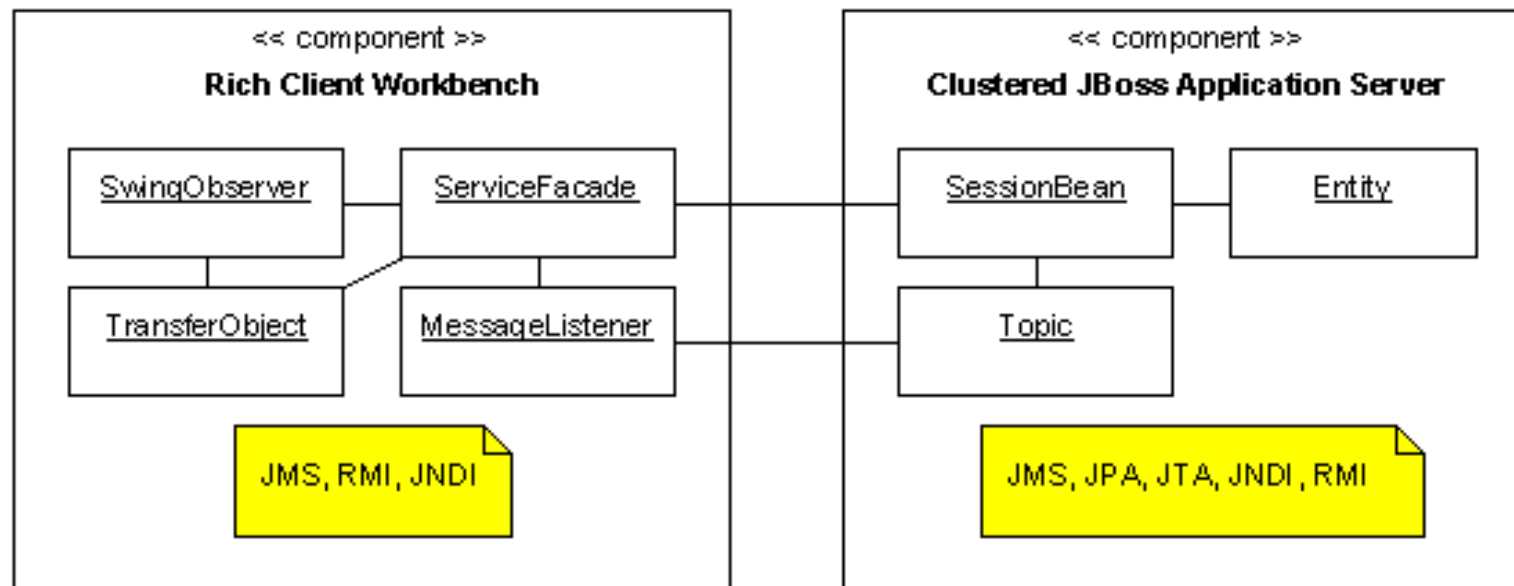 << component >>
Rich Client Workbench
SwingObserver
ServiceFacade
TransferObject
MessageListener
JMS, RMI, JNDI
<< component >>
Clustered JBoss Application Server
SessionBean
Entity
Topic
JMS, JPA, JTA, JNDI, RMI